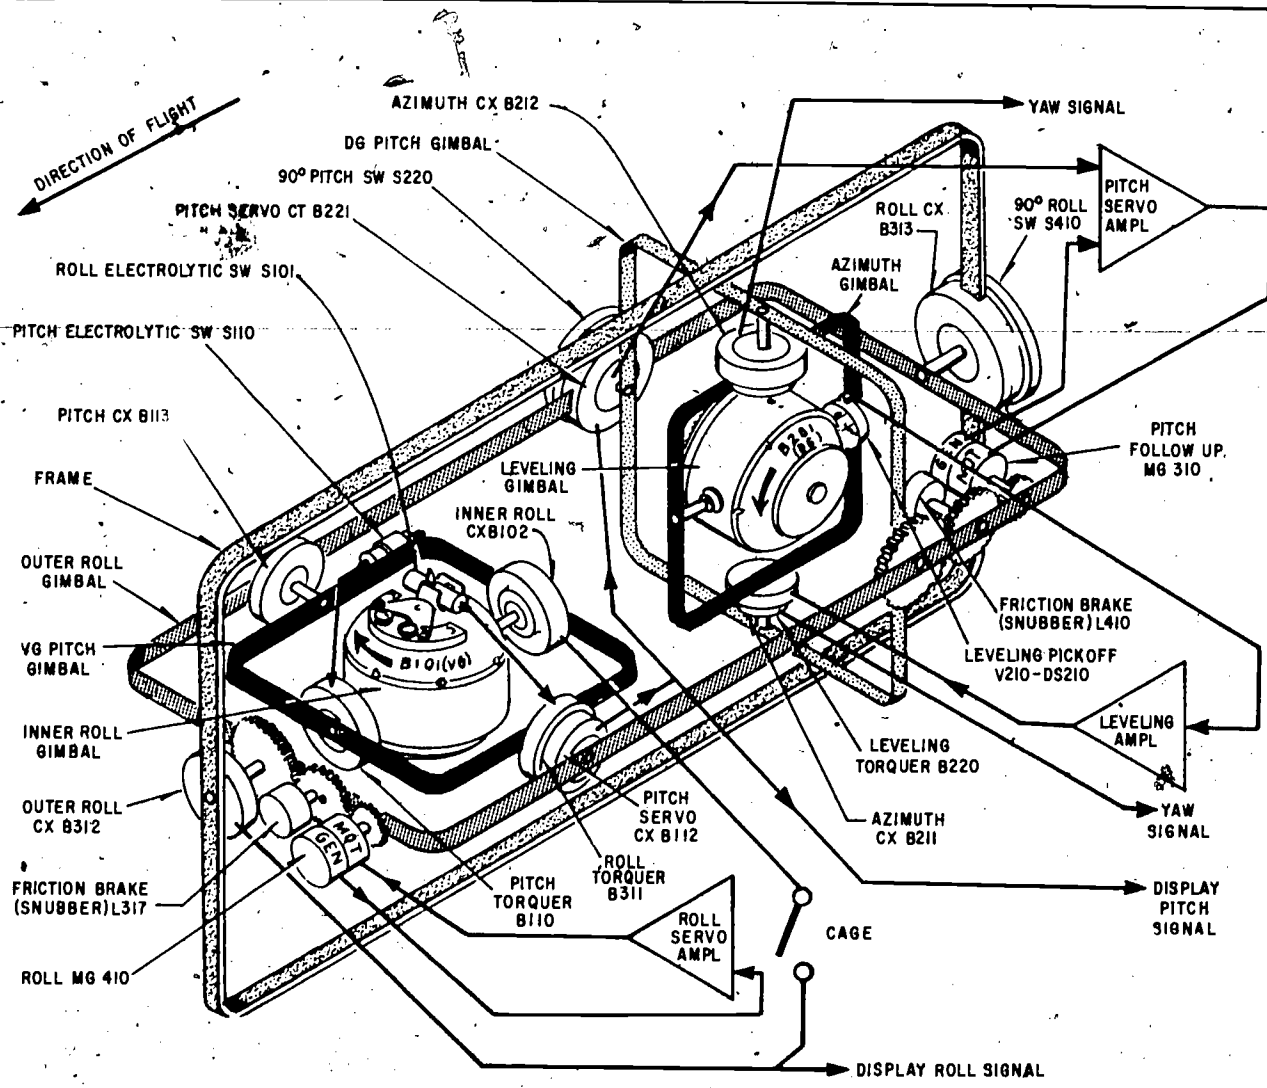 AZIMUTH CX B212
YAW SIGNAL
DIRECTION OF FLIGHT
DG PITCH GIMBAL
90° PITCH SW S220
PITCH SERVO CT B221
ROLL ELECTROLYTIC SW S101
PITCH ELECTROLYTIC SW S110
PITCH CX B113
FRAME
OUTER ROLL
GIMBAL
VG PITCH
GIMBAL
INNER ROLL
GIMBAL
OUTER ROLL
CX B312
FRICTION BRAKE
(SNUBBER) L317
ROLL MG 410
PITCH
SERVO
AMPL
ROLL CX
B313
90° ROLL
SW S410
AZIMUTH
GIMBAL
B281
LEVELING
GIMBAL
INNER ROLL
CXB102
B101(VG)
GEN
MOT
PITCH
FOLLOW UP
MG 310
FRICTION BRAKE
(SNUBBER) L410
LEVELING PICKOFF
V210-DS210
LEVELING
AMPL
LEVELING
TORQUER B220
AZIMUTH
CX B211
YAW
SIGNAL
PITCH
SERVO
CX B112
ROLL
TORQUER
B311
PITCH
TORQUER
B110
MOT
GEN
ROLL
SERVO
AMPL
CAGE
DISPLAY
PITCH
SIGNAL
DISPLAY ROLL SIGNAL